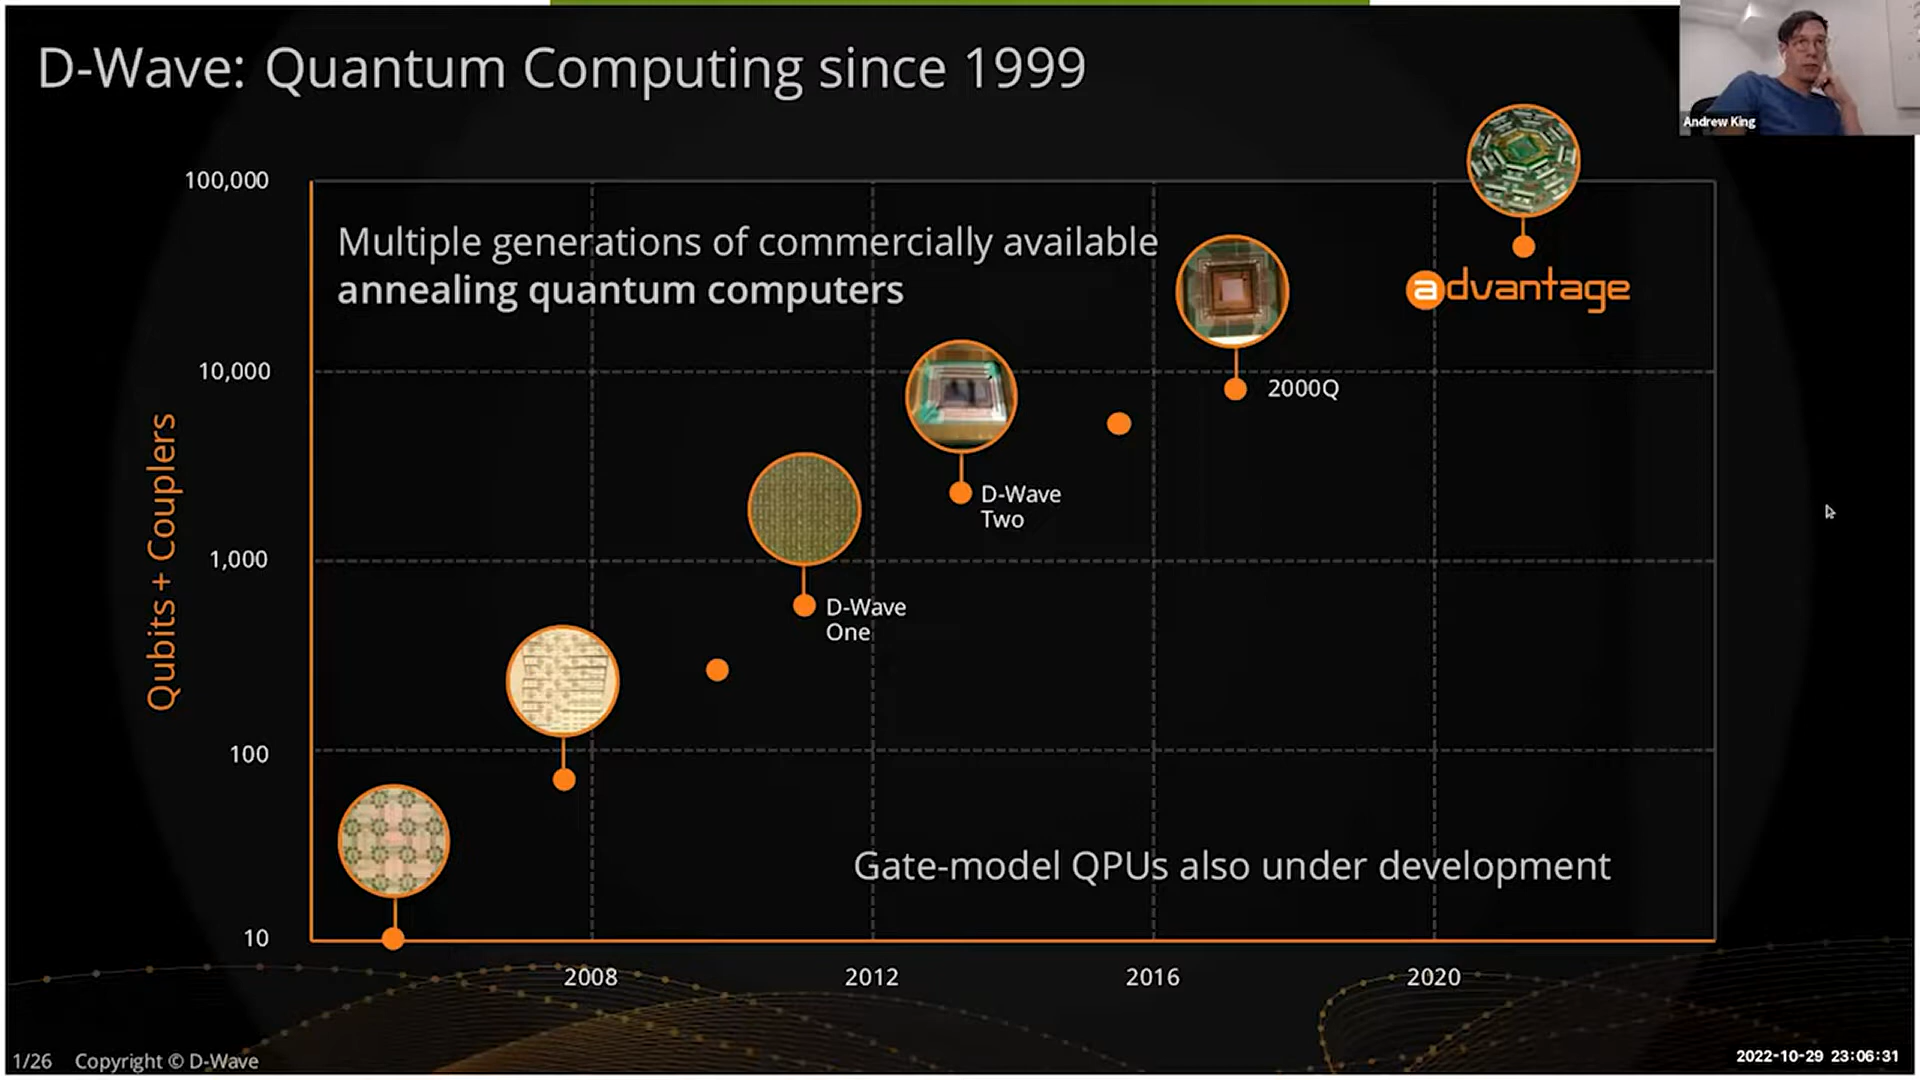 D-Wave: Quantum Computing since 1999
Andrew King
100,000
Multiple generations of commercially available
annealing quantum computers
advantage
10,000
2000Q
Qubits + Couplers
D-Wave
Two
1,000
D-Wave
One
100
Gate-model QPUs also under development
10
2008
2012
2016
2020
1/26
Copyright © D-Wave
2022-10-29 23:06:31